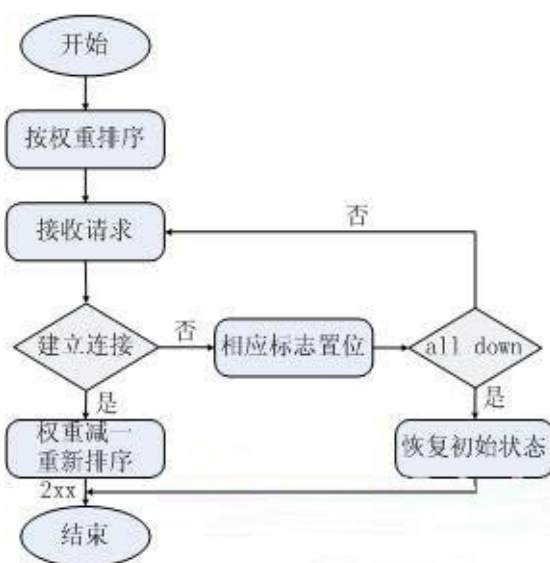 开始
按权重排序
接收请求
否
建立连接
否
相应标志置位
all down
是
是
权重减一
重新排序
恢复初始状态
2xx
结束